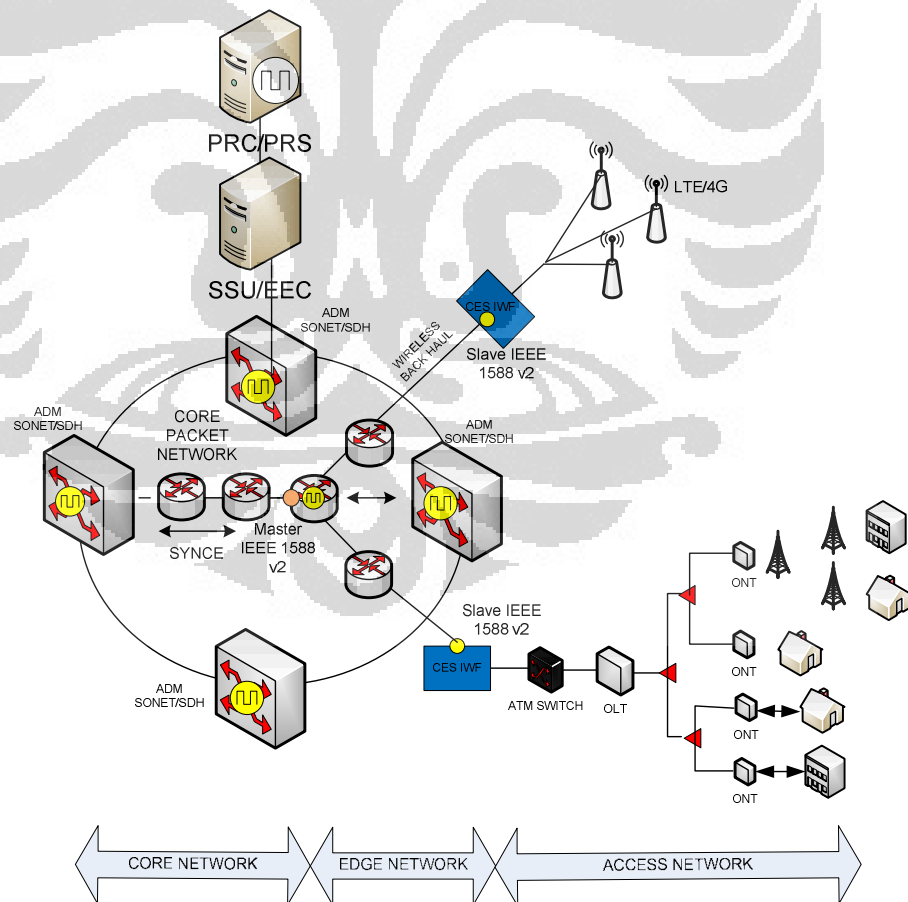 PRC/PRS
LTE/4G
SSU/EEC
ADM
SONET/SDH
CES IWF
WIRELESS
BACK HAUL
Slave IEEE
1588 v2
ADM
SONET/SDH
CORE
PACKET
NETWORK
ADM
SONET/SDH
Master
IEEE 1588
v2
SYNCE
ONT
Slave IEEE
1588 v2
CES IWF
ATM SWITCH
OLT
ONT
ADM
SONET/SDH
ONT
ONT
CORE NETWORK
EDGE NETWORK
ACCESS NETWORK